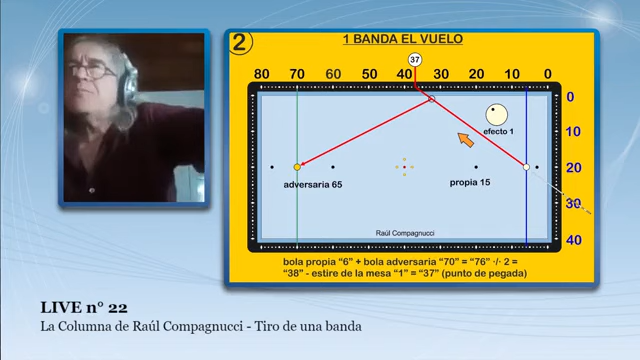 2
1 BANDA EL VUELO
37
80 70 60 50 40 30 20 10 0
0
efecto 1
10
20
adversaria 65
propia 15
30
40
Raúl Compagnucci
bola propia "6" + bola adversaria "70" = "76" ·/· 2 =
"38" - estire de la mesa "1" = "37" (punto de pegada)
LIVE n° 22
La Columna de Raúl Compagnucci - Tiro de una banda